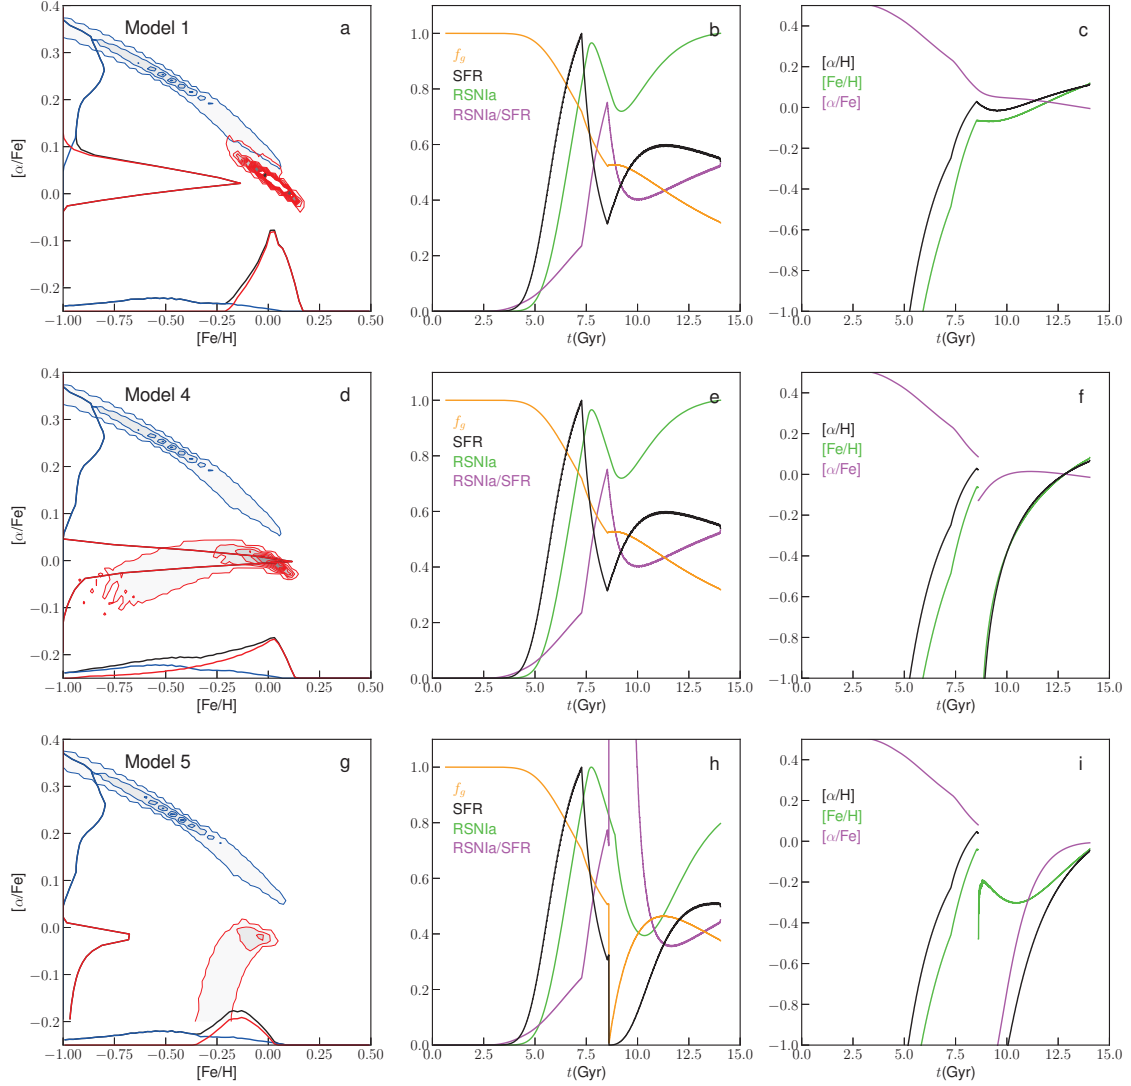 Model 1
a
0.4
0.3
0.2
0.1
0.0
−0.1
−0.2
[α/Fe]
−1.00
−0.75
−0.50
−0.25
0.00
0.25
0.50
[Fe/H]
b
f_g
SFR
RSNIa
RSNIa/SFR
1.0
0.8
0.6
0.4
0.2
0.0
0.0
2.5
5.0
7.5
10.0
12.5
15.0
t(Gyr)
c
[α/H]
[Fe/H]
[α/Fe]
0.4
0.2
0.0
−0.2
−0.4
−0.6
−0.8
−1.0
0.0
2.5
5.0
7.5
10.0
12.5
15.0
t(Gyr)
Model 4
d
0.4
0.3
0.2
0.1
0.0
−0.1
−0.2
[α/Fe]
−1.00
−0.75
−0.50
−0.25
0.00
0.25
0.50
[Fe/H]
e
f_g
SFR
RSNIa
RSNIa/SFR
1.0
0.8
0.6
0.4
0.2
0.0
0.0
2.5
5.0
7.5
10.0
12.5
15.0
t(Gyr)
f
[α/H]
[Fe/H]
[α/Fe]
0.4
0.2
0.0
−0.2
−0.4
−0.6
−0.8
−1.0
0.0
2.5
5.0
7.5
10.0
12.5
15.0
t(Gyr)
Model 5
g
0.4
0.3
0.2
0.1
0.0
−0.1
−0.2
[α/Fe]
−1.00
−0.75
−0.50
−0.25
0.00
0.25
0.50
[Fe/H]
h
f_g
SFR
RSNIa
RSNIa/SFR
1.0
0.8
0.6
0.4
0.2
0.0
0.0
2.5
5.0
7.5
10.0
12.5
15.0
t(Gyr)
i
[α/H]
[Fe/H]
[α/Fe]
0.4
0.2
0.0
−0.2
−0.4
−0.6
−0.8
−1.0
0.0
2.5
5.0
7.5
10.0
12.5
15.0
t(Gyr)